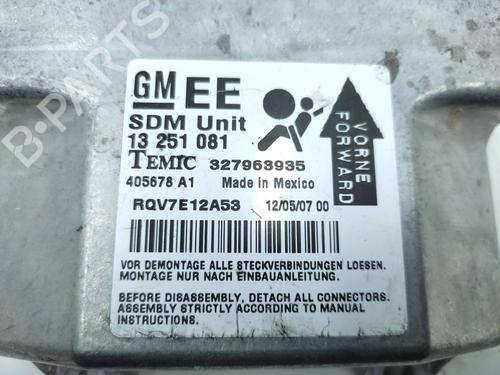 GM EE
SDM Unit
13 251 081
TEMIC 327963935
405678 A1 Made in Mexico
RQV7E12A53 12/05/07 00
VORNE
FORWARD
VOR DEMONTAGE ALLE STECKVERBINDUNGEN LOESEN.
MONTAGE NUR NACH EINBAUANLEITUNG.
BEFORE DISASSEMBLY, DETACH ALL CONNECTORS.
ASSEMBLY STRICTLY ACCORDING TO MANUAL
INSTRUCTIONS.
B-PARTS